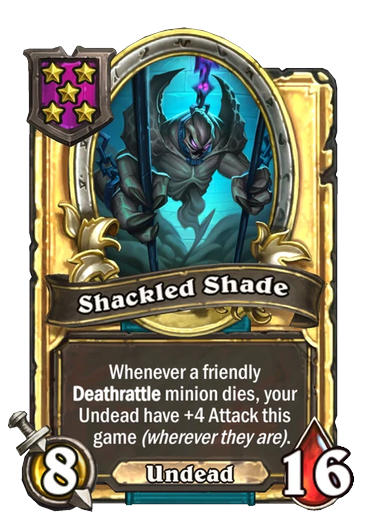 Shackled Shade
Whenever a friendly
Deathrattle minion dies, your
Undead have +4 Attack this
game (wherever they are).
8
Undead
16